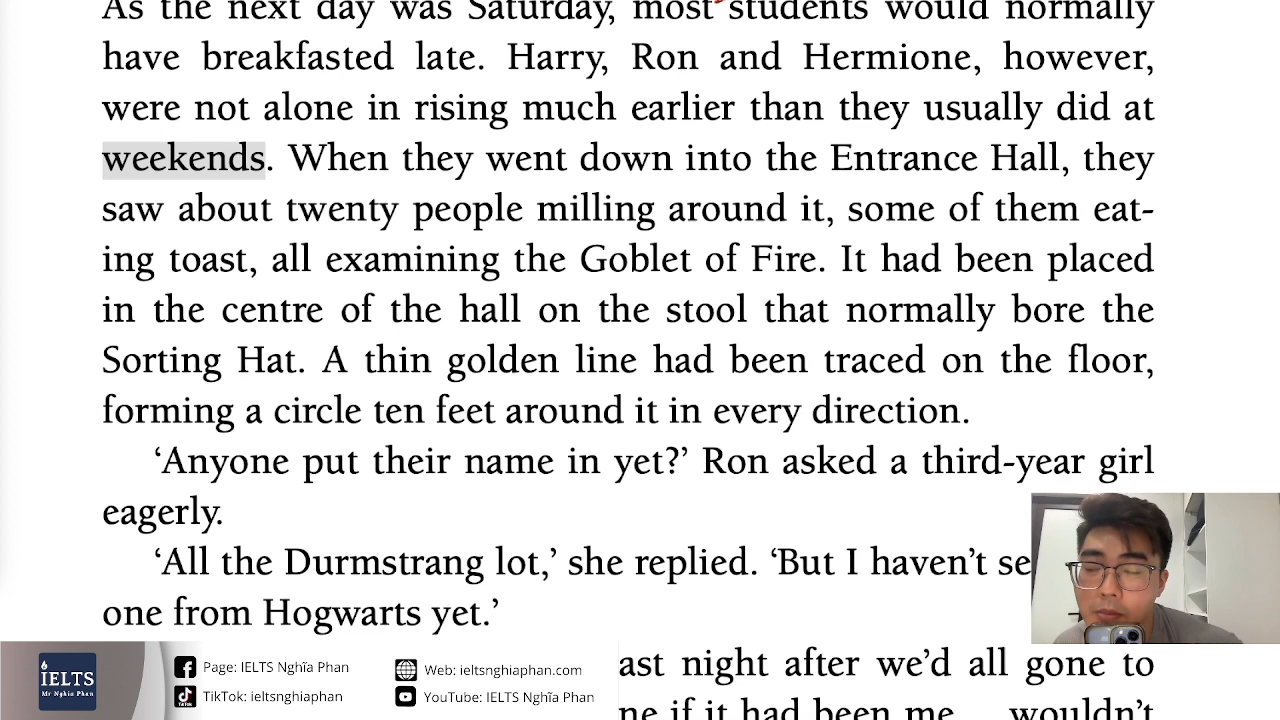 As the next day was Saturday, most students would normally
have breakfasted late. Harry, Ron and Hermione, however,
were not alone in rising much earlier than they usually did at
weekends. When they went down into the Entrance Hall, they
saw about twenty people milling around it, some of them eat-
ing toast, all examining the Goblet of Fire. It had been placed
in the centre of the hall on the stool that normally bore the
Sorting Hat. A thin golden line had been traced on the floor,
forming a circle ten feet around it in every direction.
‘Anyone put their name in yet?’ Ron asked a third-year girl
eagerly.
‘All the Durmstrang lot,’ she replied. ‘But I haven’t se
one from Hogwarts yet.’
ast night after we’d all gone to
ne if it had been me wouldn’t
IELTS
Mr Nghia Phan
Page: IELTS Nghĩa Phan
TikTok: ieltsnghiaphan
Web: ieltsnghiaphan.com
YouTube: IELTS Nghĩa Phan